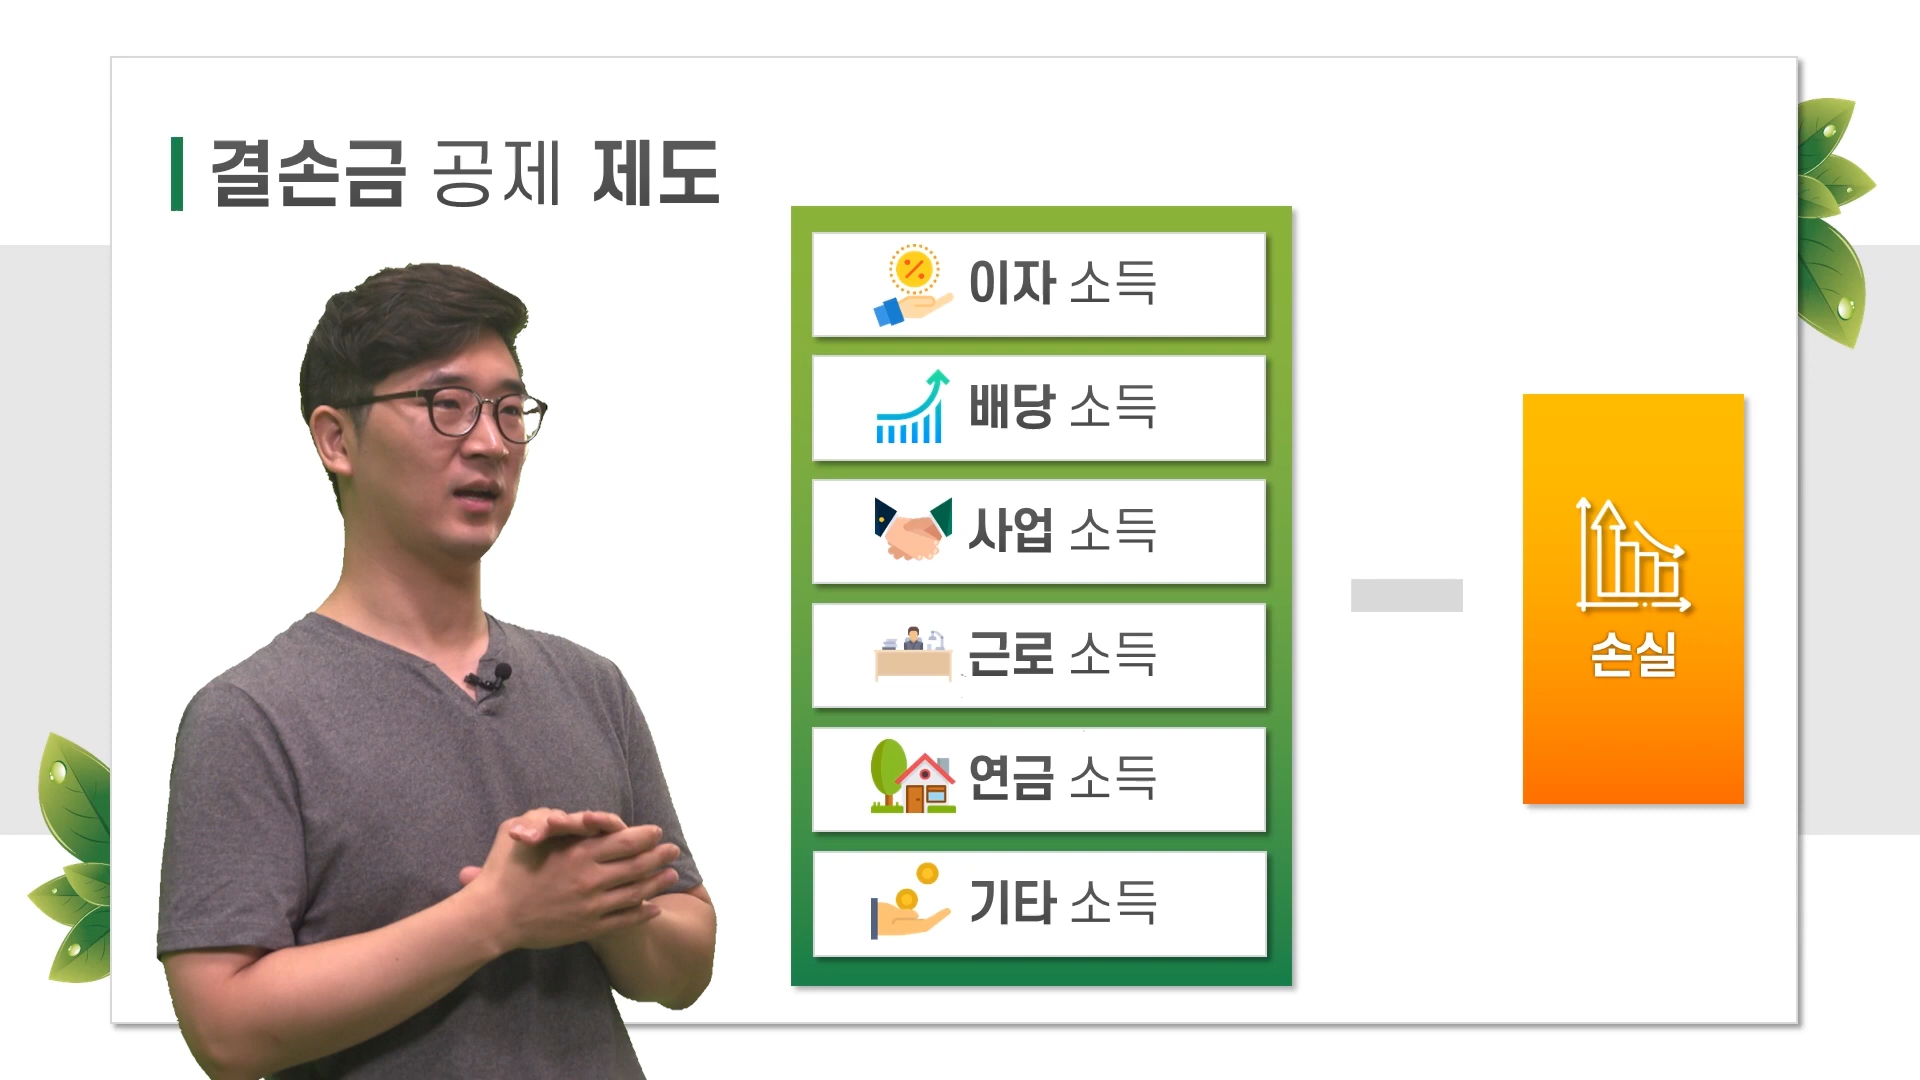 결손금 공제 제도
이자 소득
배당 소득
사업 소득
근로 소득
연금 소득
기타 소득
손실